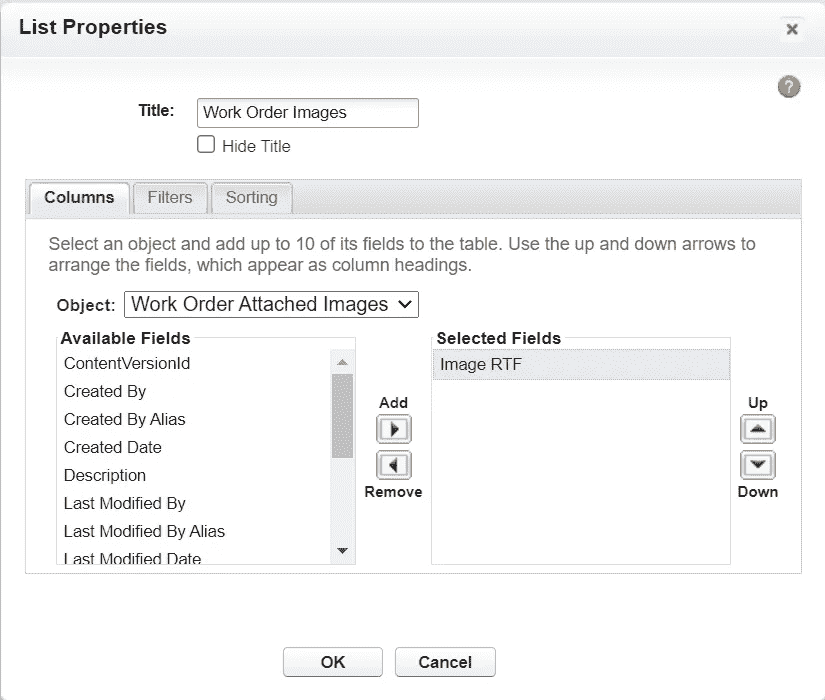 List Properties
?
Title: Work Order Images
Hide Title
Columns Filters Sorting
Select an object and add up to 10 of its fields to the table. Use the up and down arrows to
arrange the fields, which appear as column headings.
Object: Work Order Attached Images
Available Fields
ContentVersionId
Created By
Created By Alias
Created Date
Description
Last Modified By
Last Modified By Alias
Last Modified Date
Add
Remove
Selected Fields
Image RTF
Up
Down
OK Cancel